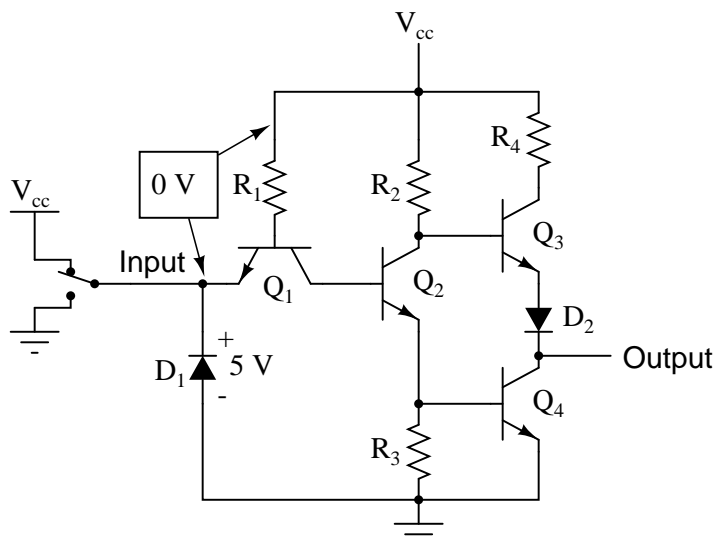 Vcc
R4
0 V
R1
R2
Vcc
Q3
Input
Q1
Q2
D2
+
D1
5 V
-
Output
Q4
R3